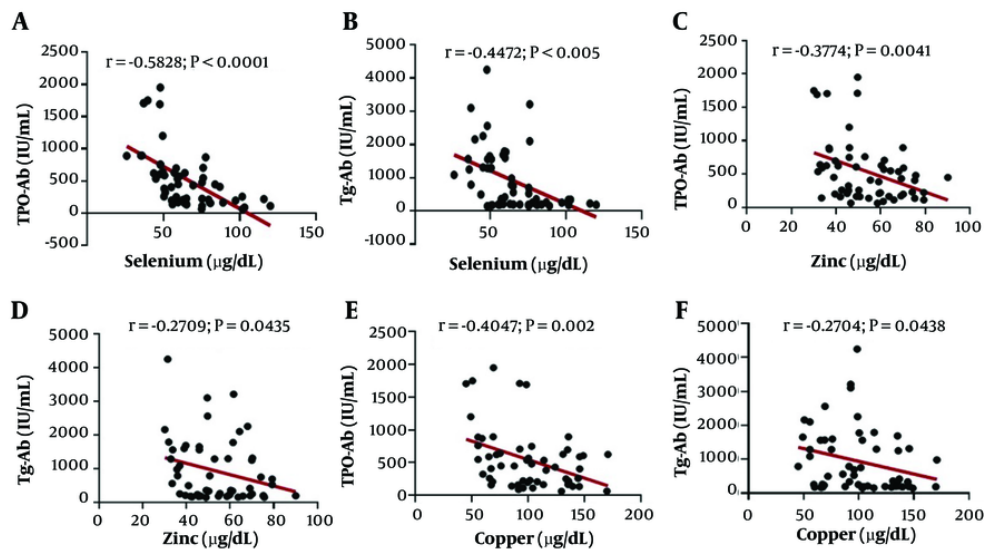 A
r = -0.5828; P < 0.0001
2500
2000
1500
1000
500
0
-500
TPO-Ab (IU/mL)
50
100
150
Selenium (μg/dL)
B
r = -0.4472; P < 0.005
5000
4000
3000
2000
1000
0
-1000
Tg-Ab (IU/mL)
50
100
150
Selenium (μg/dL)
C
r = -0.3774; P = 0.0041
2500
2000
1500
1000
500
0
TPO-Ab (IU/mL)
0
20
40
60
80
100
Zinc (μg/dL)
D
r = -0.2709; P = 0.0435
5000
4000
3000
2000
1000
0
Tg-Ab (IU/mL)
0
20
40
60
80
100
Zinc (μg/dL)
E
r = -0.4047; P = 0.002
2500
2000
1500
1000
500
0
TPO-Ab (IU/mL)
0
50
100
150
200
Copper (μg/dL)
F
r = -0.2704; P = 0.0438
5000
4000
3000
2000
1000
0
Tg-Ab (IU/mL)
0
50
100
150
200
Copper (μg/dL)